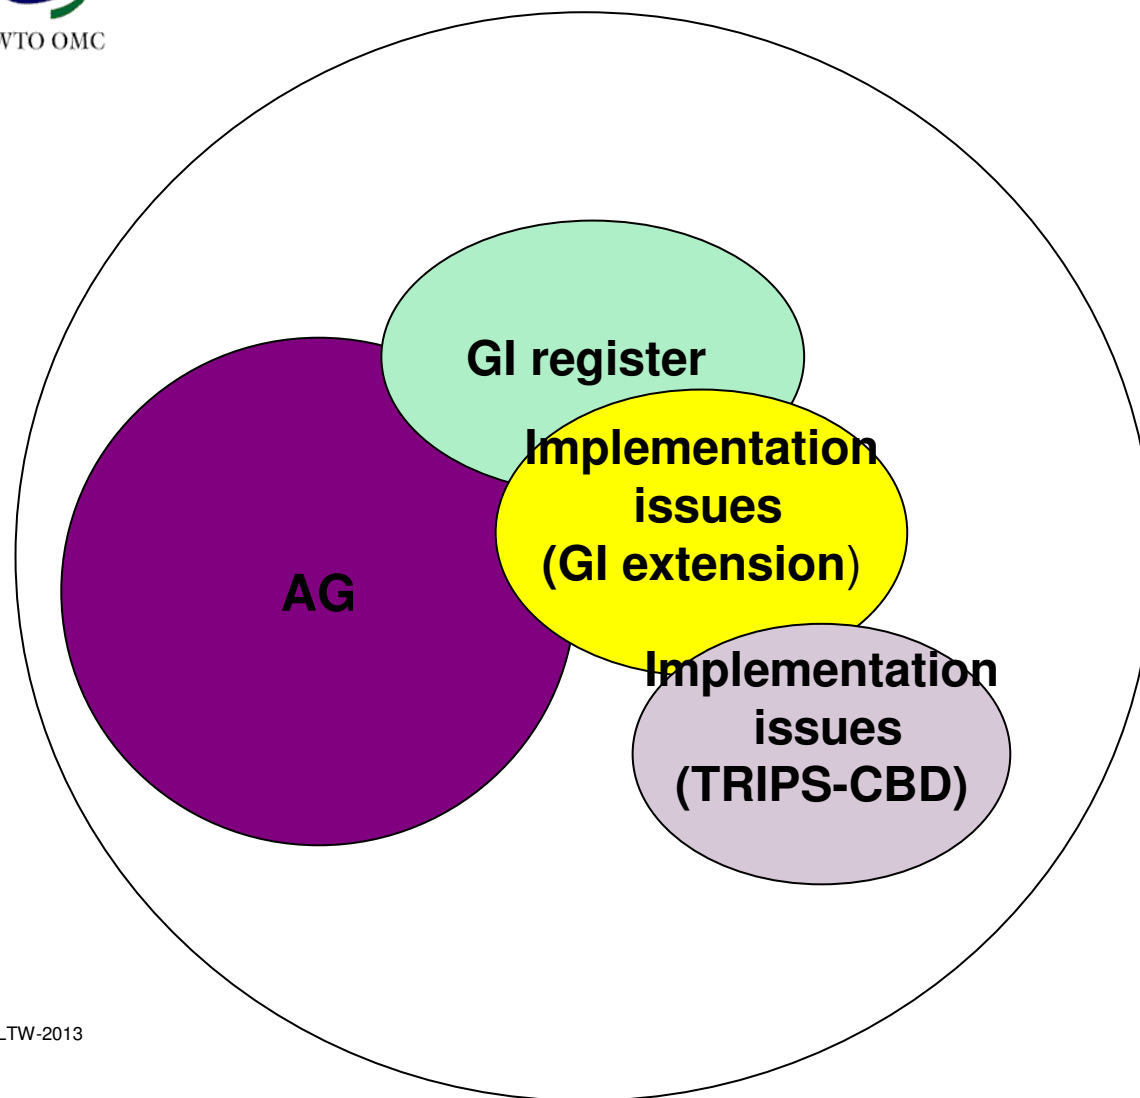 WTO OMC
GI register
Implementation
issues
(GI extension)
AG
Implementation
issues
(TRIPS-CBD)
LTW-2013